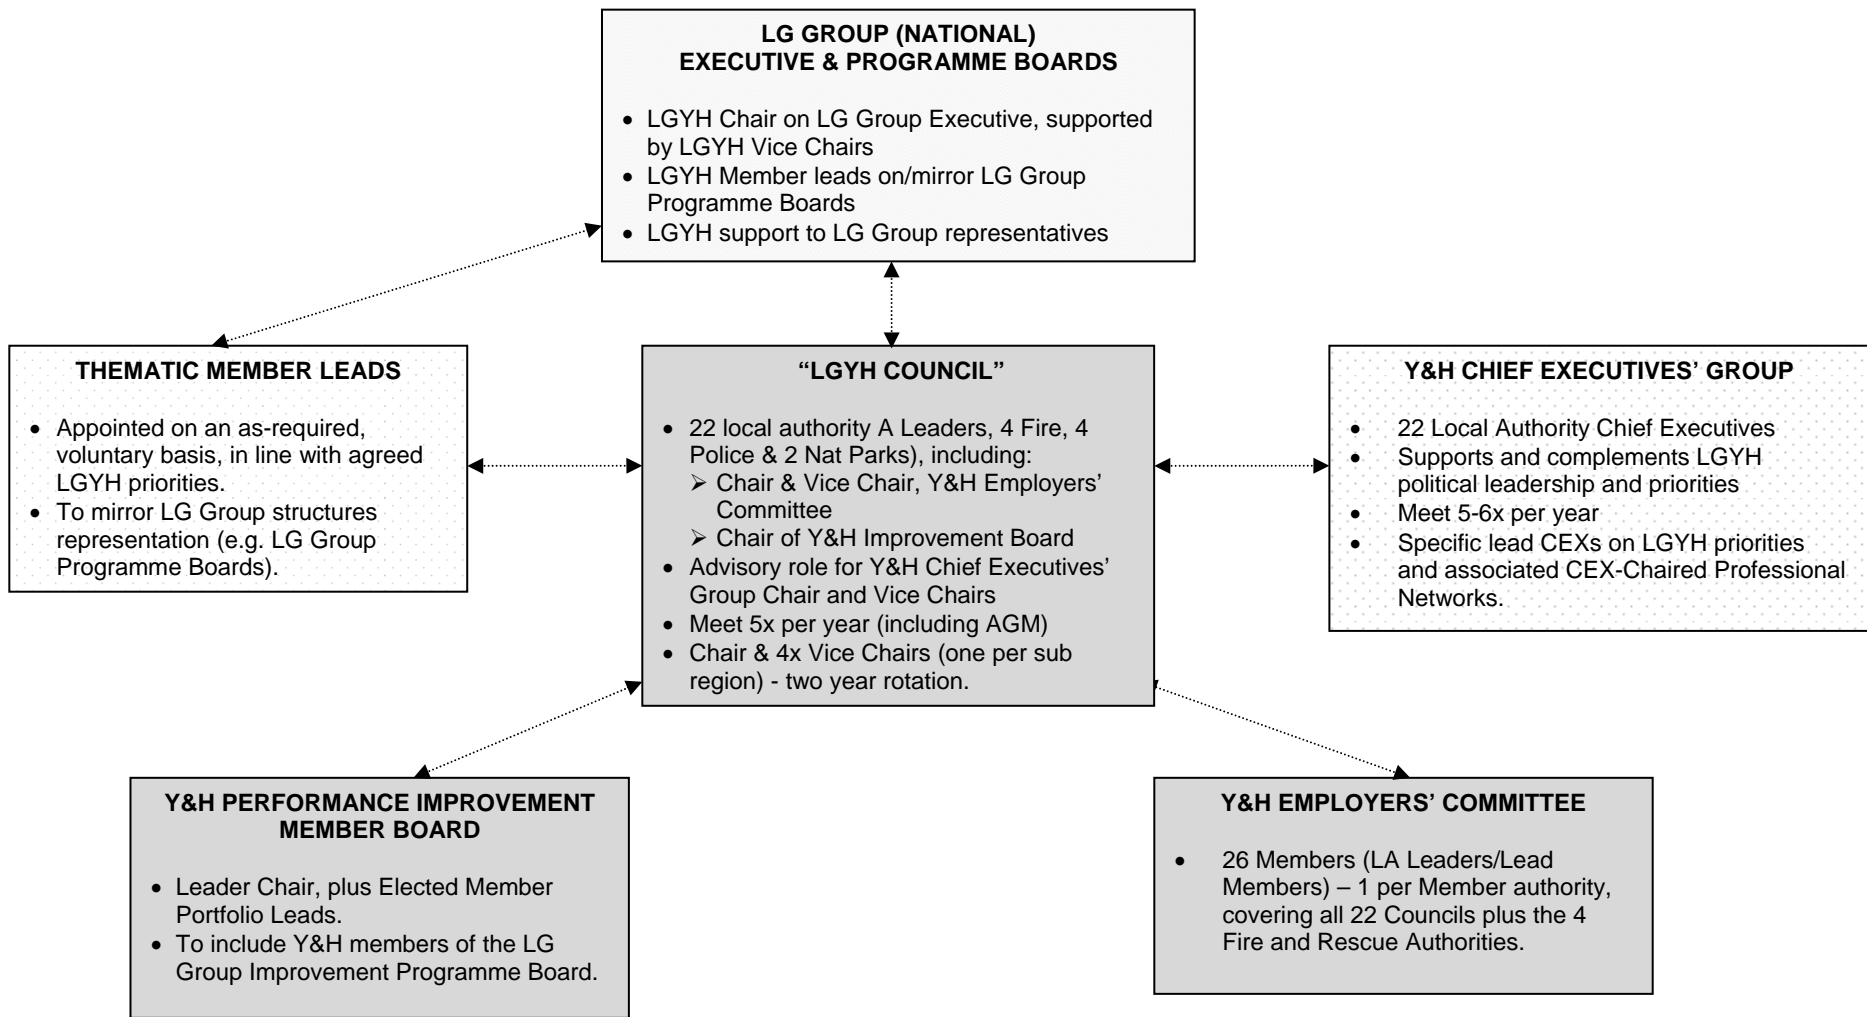 LG GROUP (NATIONAL)
EXECUTIVE & PROGRAMME BOARDS
• LGYH Chair on LG Group Executive, supported
by LGYH Vice Chairs
• LGYH Member leads on/mirror LG Group
Programme Boards
• LGYH support to LG Group representatives
THEMATIC MEMBER LEADS
• Appointed on an as-required,
voluntary basis, in line with agreed
LGYH priorities.
• To mirror LG Group structures
representation (e.g. LG Group
Programme Boards).
“LGYH COUNCIL”
• 22 local authority A Leaders, 4 Fire, 4
Police & 2 Nat Parks), including:
➢ Chair & Vice Chair, Y&H Employers’
Committee
➢ Chair of Y&H Improvement Board
• Advisory role for Y&H Chief Executives’
Group Chair and Vice Chairs
• Meet 5x per year (including AGM)
• Chair & 4x Vice Chairs (one per sub
region) - two year rotation.
Y&H CHIEF EXECUTIVES’ GROUP
• 22 Local Authority Chief Executives
• Supports and complements LGYH
political leadership and priorities
• Meet 5-6x per year
• Specific lead CEXs on LGYH priorities
and associated CEX-Chaired Professional
Networks.
Y&H PERFORMANCE IMPROVEMENT
MEMBER BOARD
• Leader Chair, plus Elected Member
Portfolio Leads.
• To include Y&H members of the LG
Group Improvement Programme Board.
Y&H EMPLOYERS’ COMMITTEE
• 26 Members (LA Leaders/Lead
Members) – 1 per Member authority,
covering all 22 Councils plus the 4
Fire and Rescue Authorities.